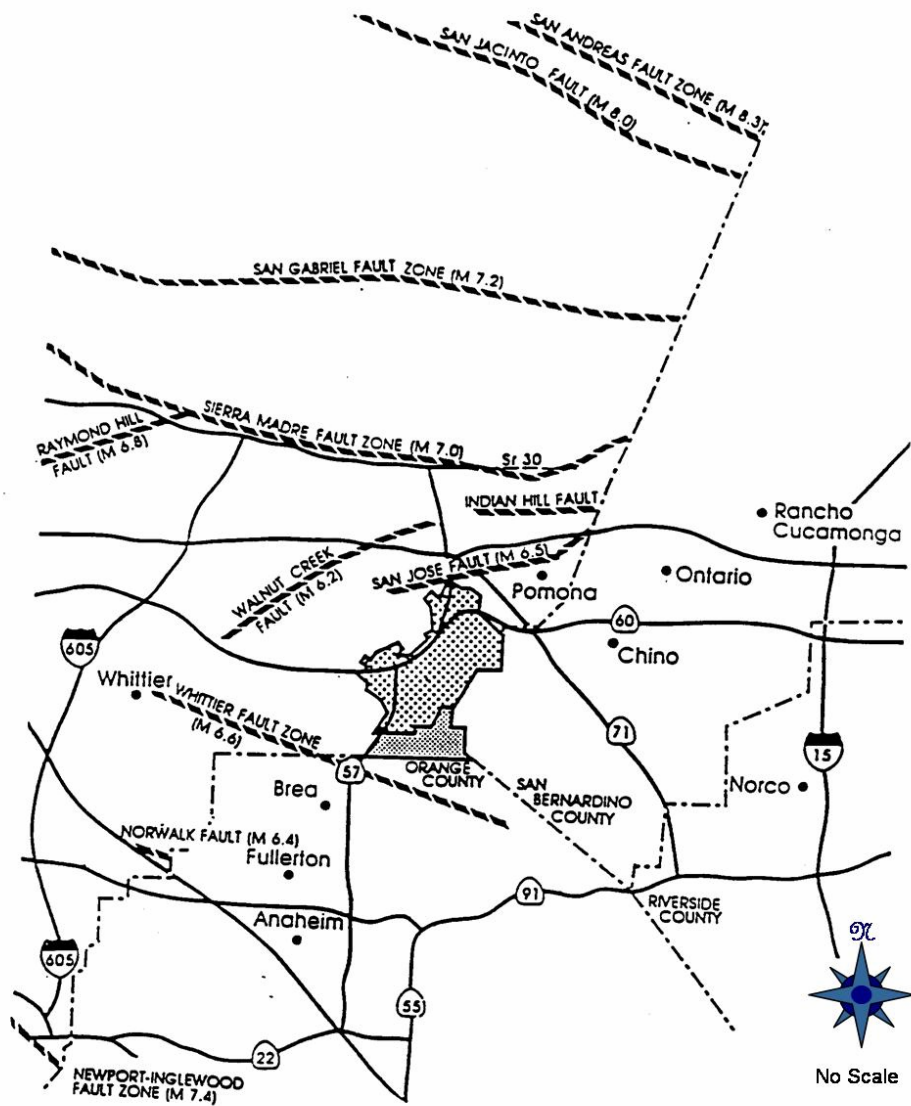 SAN ANDREAS FAULT ZONE (M 8.3)
SAN JACINTO FAULT (M 8.0)
SAN GABRIEL FAULT ZONE (M 7.2)
SIERRA MADRE FAULT ZONE (M 7.0)
RAYMOND HILL
FAULT (M 6.8)
Sr 30
INDIAN HILL FAULT
Rancho
Cucamonga
SAN JOSE FAULT (M 6.5)
WALNUT CREEK
FAULT (M 6.2)
Pomona
Ontario
60
Chino
605
Whittier
WHITTIER FAULT ZONE
(M 6.6)
71
15
57
ORANGE
COUNTY
SAN
BERNARDINO
COUNTY
Norco
Brea
NORWALK FAULT (M 6.4)
Fullerton
91
RIVERSIDE
COUNTY
Anaheim
605
55
22
N
No Scale
NEWPORT-INGLEWOOD
FAULT ZONE (M 7.4)